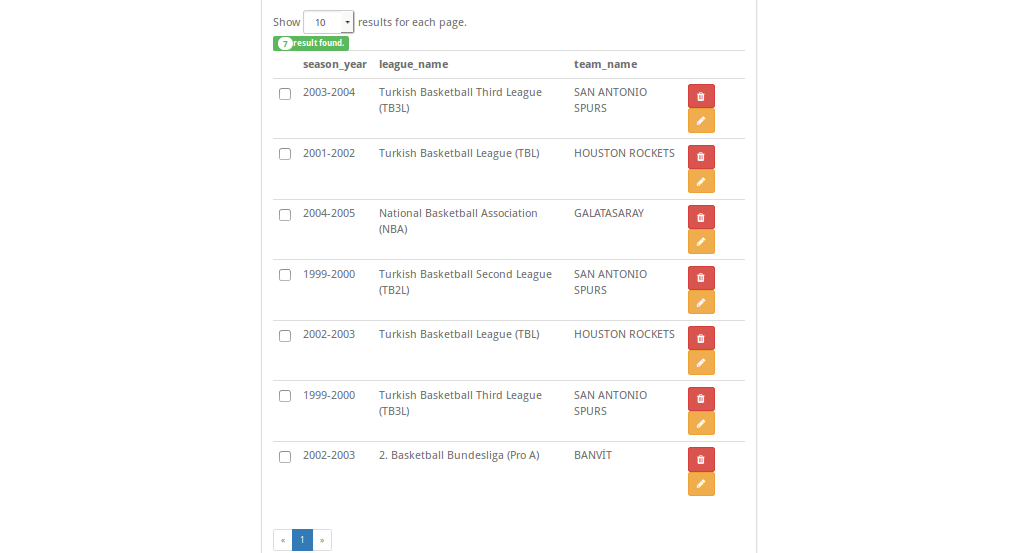 Show 10 results for each page.
7 result found.
season_year league_name team_name
2003-2004 Turkish Basketball Third League SAN ANTONIO
(TB3L) SPURS
2001-2002 Turkish Basketball League (TBL) HOUSTON ROCKETS
2004-2005 National Basketball Association GALATASARAY
(NBA)
1999-2000 Turkish Basketball Second League SAN ANTONIO
(TB2L) SPURS
2002-2003 Turkish Basketball League (TBL) HOUSTON ROCKETS
1999-2000 Turkish Basketball Third League SAN ANTONIO
(TB3L) SPURS
2002-2003 2. Basketball Bundesliga (Pro A) BANVİT
« 1 »